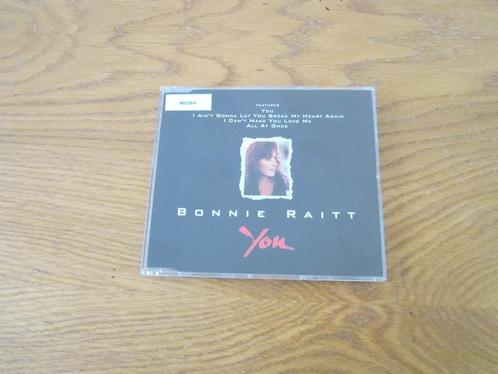 M0364
FEATURES
YOU
I AIN'T GONNA LET YOU BREAK MY HEART AGAIN
I CAN'T MAKE YOU LOVE ME
ALL AT ONCE
BONNIE RAITT
You